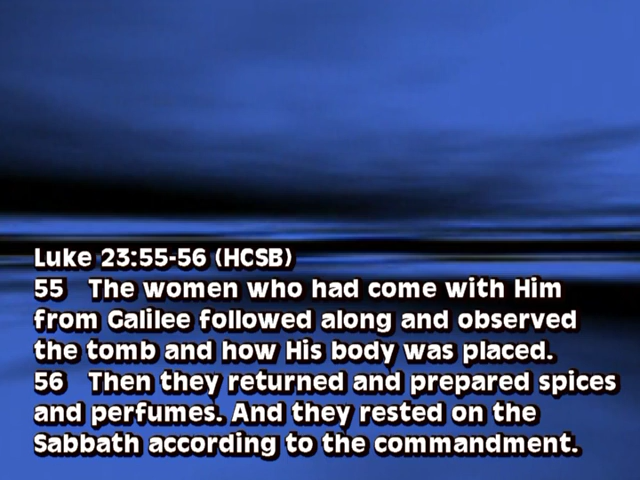 Luke 23:55-56 (HCSB)
55 The women who had come with Him
from Galilee followed along and observed
the tomb and how His body was placed.
56 Then they returned and prepared spices
and perfumes. And they rested on the
Sabbath according to the commandment.